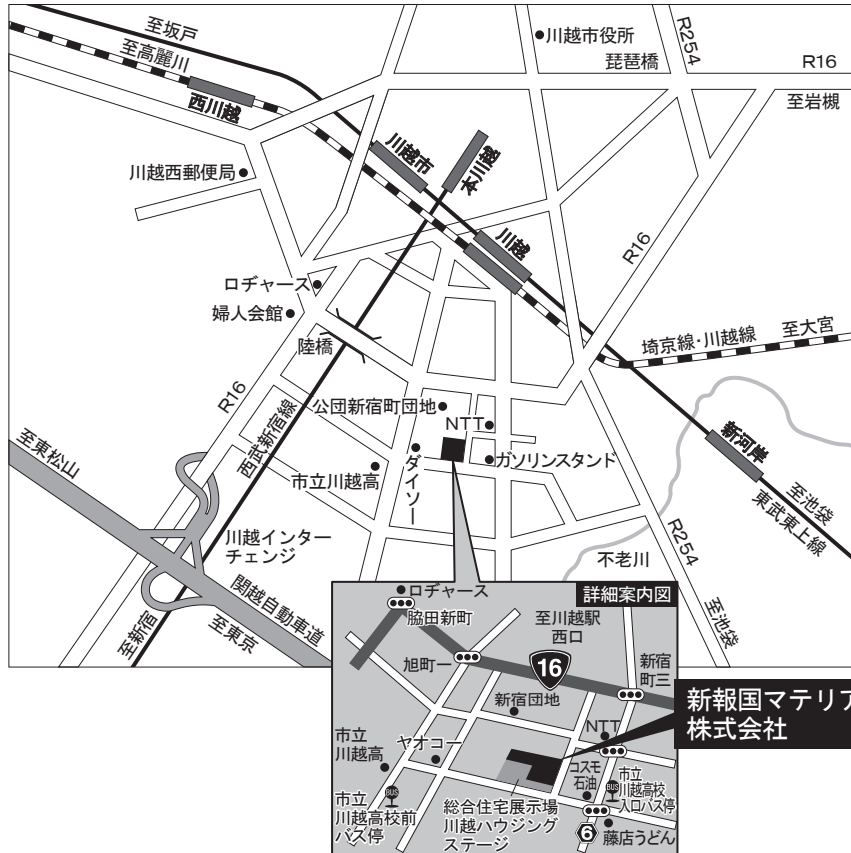 至坂戸
至高麗川
西川越
川越市役所
琵琶橋
R254
R16
至岩槻
川越市
本川越
川越西郵便局
川越
R16
ロヂャース
婦人会館
陸橋
埼京線・川越線
至大宮
R16
西武新宿線
公団新宿町団地
NTT
新河岸
至東松山
市立川越高
ダイソー
ガソリンスタンド
至池袋
東武東上線
川越インター
チェンジ
R254
不老川
関越自動車道
至新宿
至東京
至池袋
詳細案内図
ロヂャース
脇田新町
至川越駅
西口
旭町一
16
新宿
町三
新宿団地
新報国マテリア
株式会社
NTT
市立
川越高
ヤオコー
コスモ
石油
市立
川越高校
入口バス停
BUS
BUS
市立
川越高校前
バス停
総合住宅展示場
川越ハウジング
ステージ
6
藤店うどん